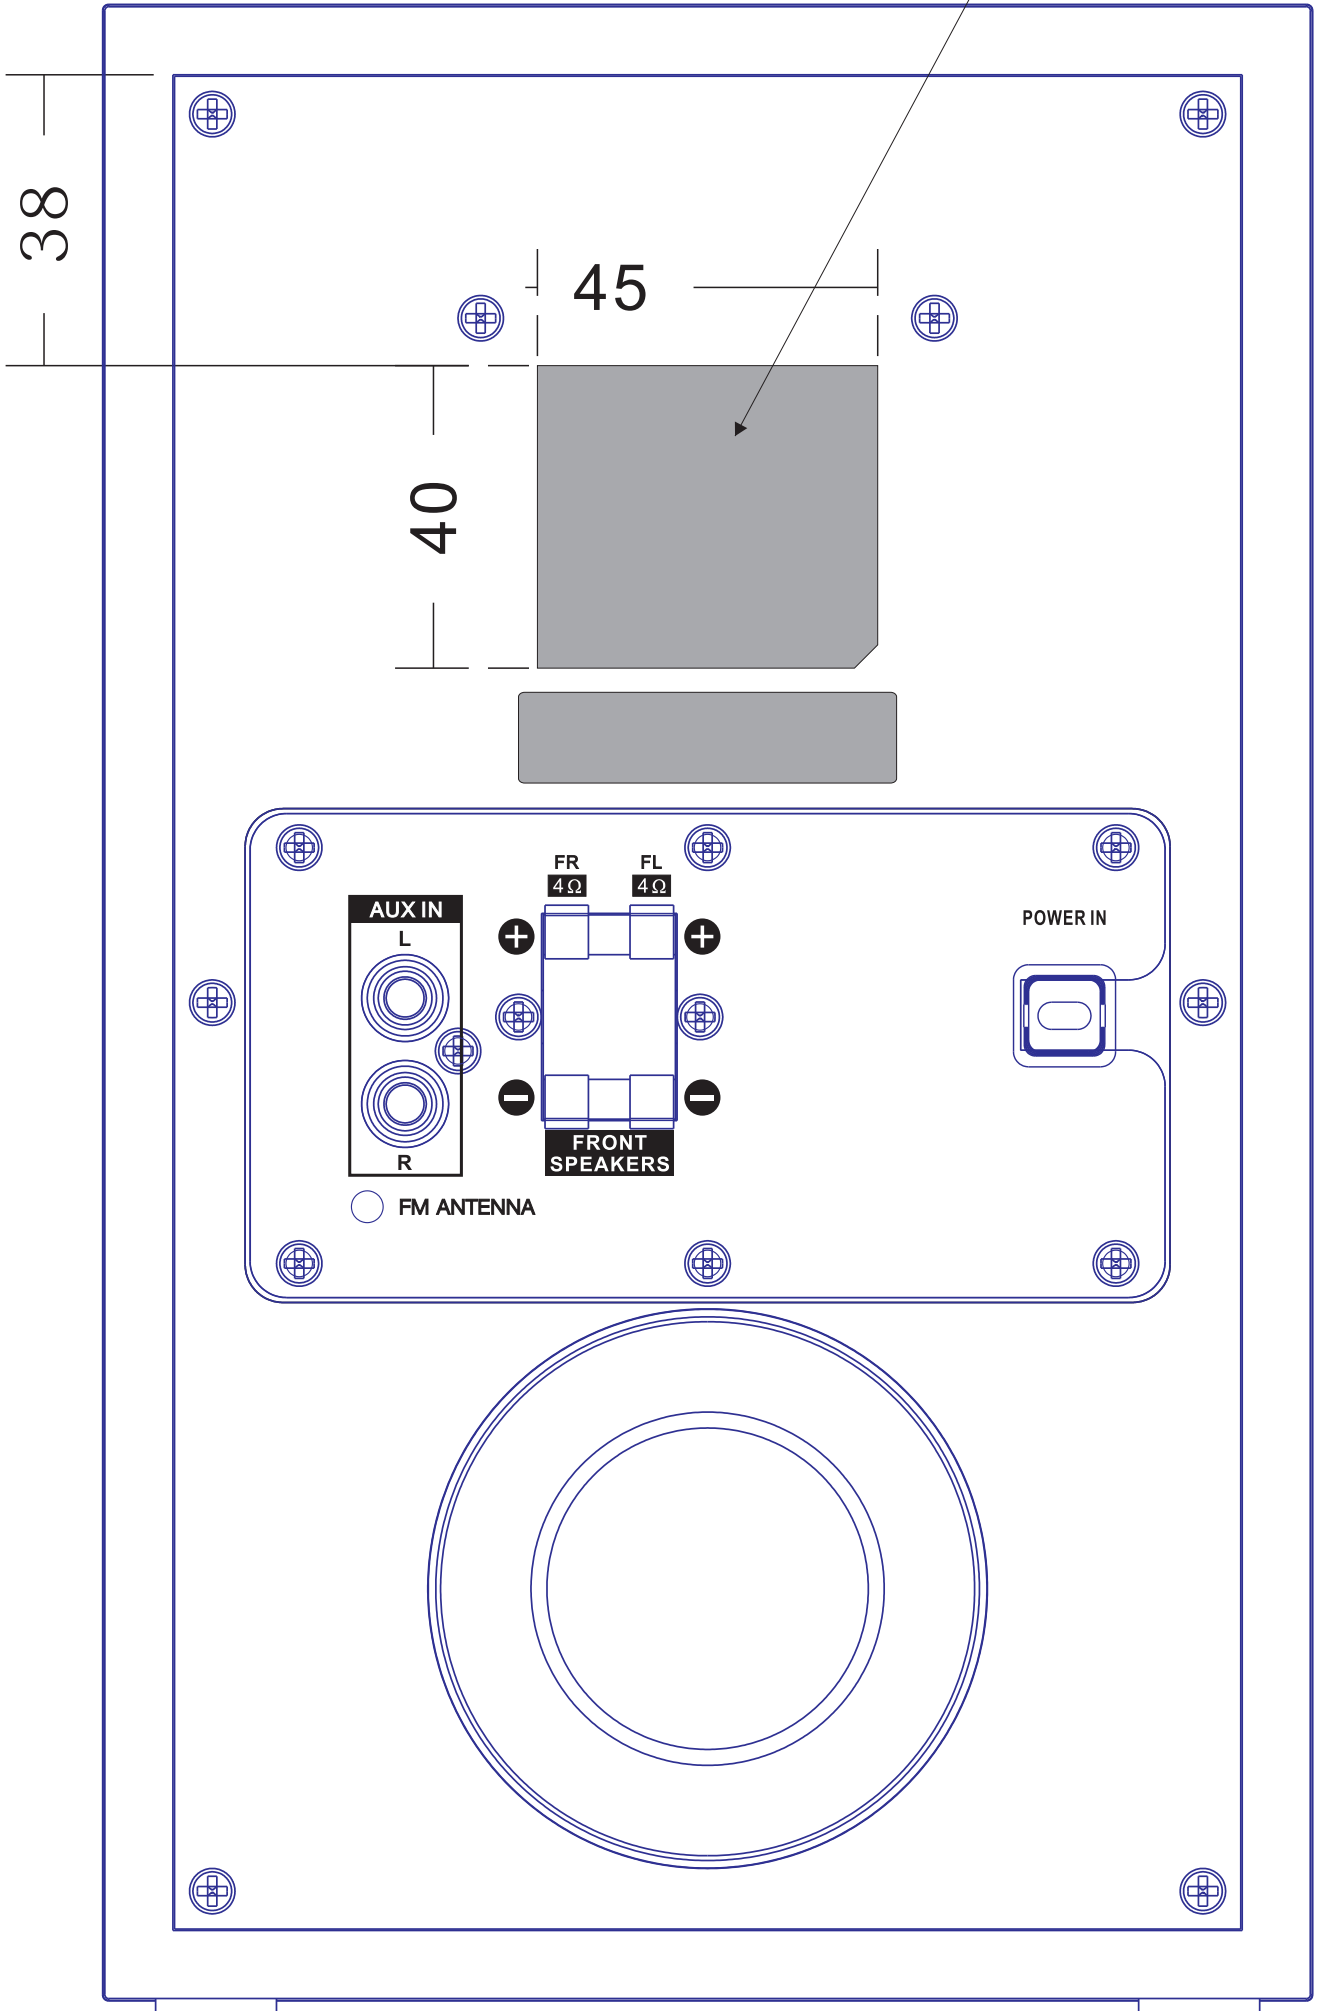 38
45
40
FR FL
4Ω 4Ω
AUX IN
L
R
FRONT
SPEAKERS
FM ANTENNA
POWER IN